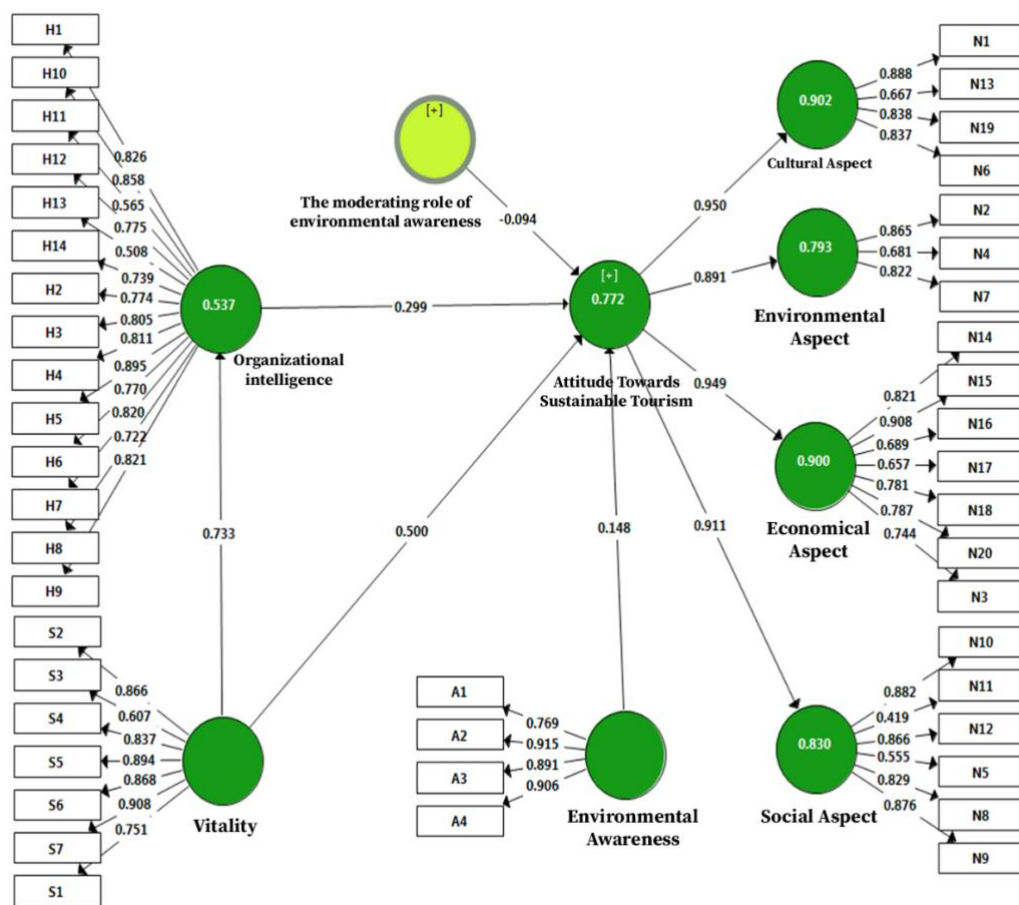 H1
H10
H11
H12
H13
H14
H2
H3
H4
H5
H6
H7
H8
H9
0.826
0.858
0.565
0.775
0.508
0.739
0.774
0.805
0.811
0.895
0.770
0.820
0.722
0.821
0.537
Organizational
intelligence
[+]
The moderating role of
environmental awareness
-0.094
0.299
0.733
0.500
0.148
[+]
0.772
Attitude Towards
Sustainable Tourism
0.950
0.891
0.949
0.911
0.902
Cultural Aspect
0.888
0.667
0.838
0.837
N1
N13
N19
N6
0.793
Environmental
Aspect
0.865
0.681
0.822
N2
N4
N7
0.900
Economical
Aspect
0.821
0.908
0.689
0.657
0.781
0.787
0.744
N14
N15
N16
N17
N18
N20
N3
0.830
Social Aspect
0.882
0.419
0.866
0.555
0.829
0.876
N10
N11
N12
N5
N8
N9
S2
S3
S4
S5
S6
S7
S1
0.866
0.607
0.837
0.894
0.868
0.908
0.751
Vitality
A1
A2
A3
A4
0.769
0.915
0.891
0.906
Environmental
Awareness